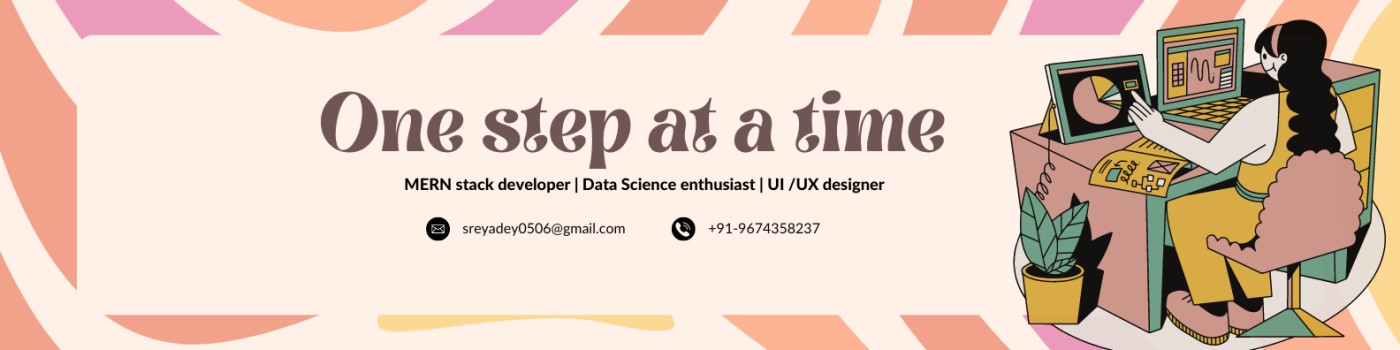 One step at a time
MERN stack developer | Data Science enthusiast | UI /UX designer
sreyadey0506@gmail.com +91-9674358237